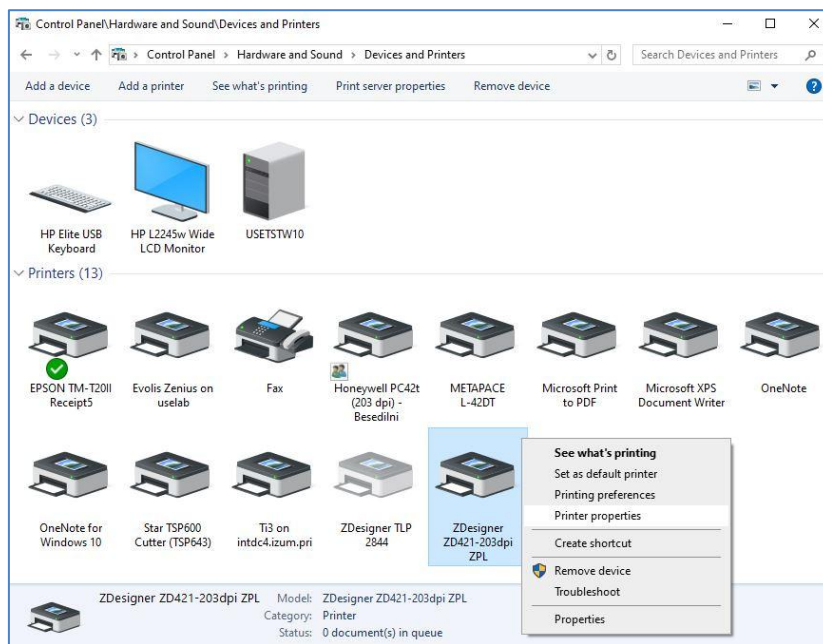 Control Panel\Hardware and Sound\Devices and Printers
Control Panel > Hardware and Sound > Devices and Printers
Search Devices and Printers
Add a device Add a printer See what's printing Print server properties Remove device
Devices (3)
HP Elite USB
Keyboard
HP L2245w Wide
LCD Monitor
USETSTW10
Printers (13)
EPSON TM-T20II
Receipt5
Evolis Zenius on
uselab
Fax
Honeywell PC42t
(203 dpi) -
Besedilni
METAPACE
L-42DT
Microsoft Print
to PDF
Microsoft XPS
Document Writer
OneNote
OneNote for
Windows 10
Star TSP600
Cutter (TSP643)
Ti3 on
intdc4.izum.pri
ZDesigner TLP
2844
ZDesigner
ZD421-203dpi
ZPL
See what's printing
Set as default printer
Printing preferences
Printer properties
Create shortcut
Remove device
Troubleshoot
Properties
ZDesigner ZD421-203dpi ZPL Model: ZDesigner ZD421-203dpi ZPL
Category: Printer
Status: 0 document(s) in queue